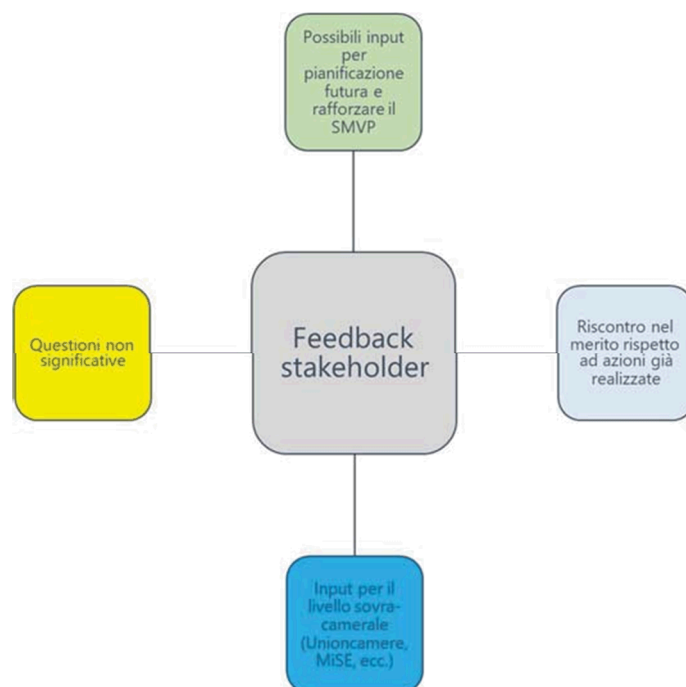 Possibili input
per
pianificazione
futura e
rafforzare il
SMVP
Questioni non
significative
Feedback
stakeholder
Riscontro nel
merito rispetto
ad azioni già
realizzate
Input per il
livello sovra-
camerale
(Unioncamere,
MiSE, ecc.)